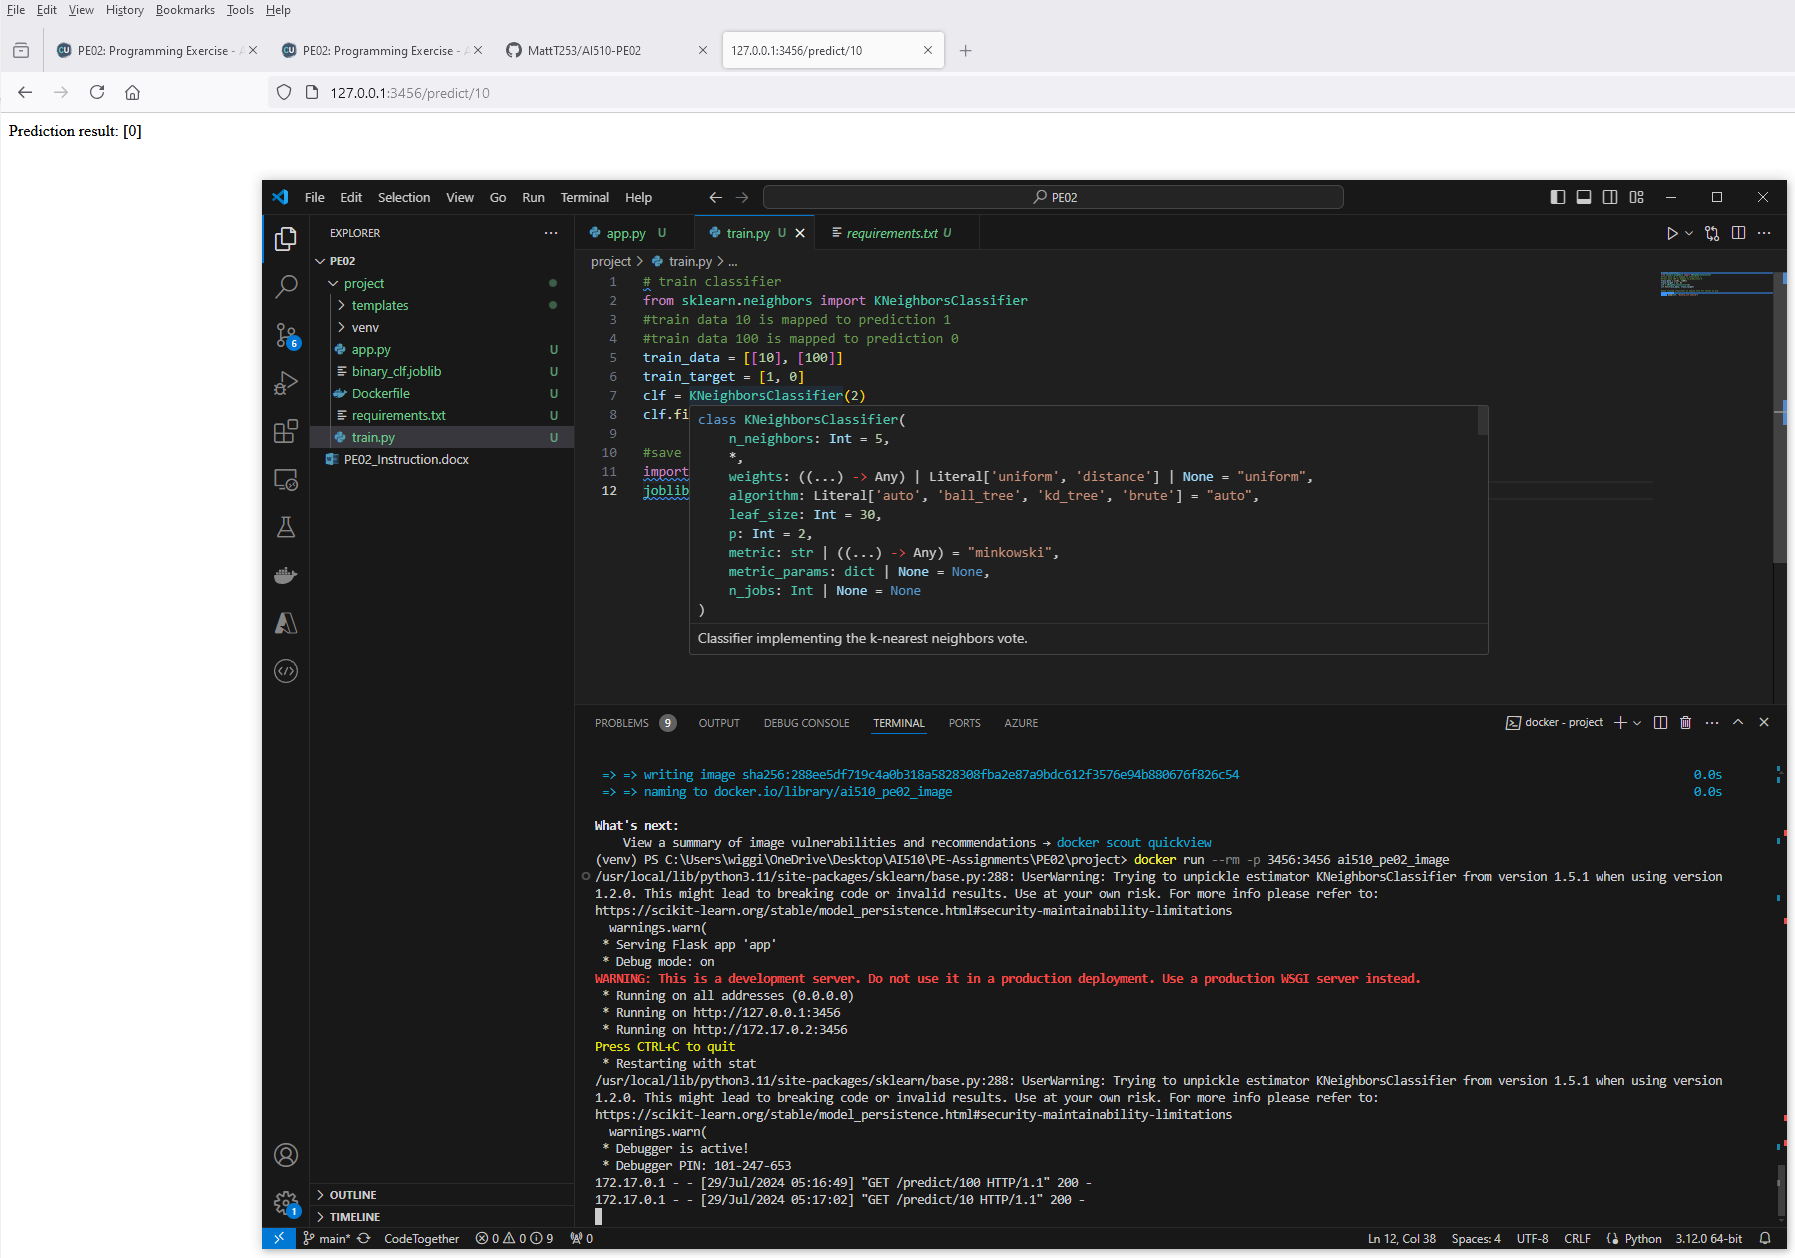 File Edit View History Bookmarks Tools Help
PE02: Programming Exercise - A
PE02: Programming Exercise - A
MattT253/AI510-PE02
127.0.0.1:3456/predict/10
127.0.0.1:3456/predict/10
Prediction result: [0]
File Edit Selection View Go Run Terminal Help
PE02
EXPLORER
app.py U
train.py U
requirements.txt U
PE02
project
templates
venv
app.py U
binary_clf.joblib U
Dockerfile U
requirements.txt U
train.py U
PE02_Instruction.docx
6
project > train.py > ...
1 # train classifier
2 from sklearn.neighbors import KNeighborsClassifier
3 #train data 10 is mapped to prediction 1
4 #train data 100 is mapped to prediction 0
5 train_data = [[10], [100]]
6 train_target = [1, 0]
7 clf = KNeighborsClassifier(2)
8 clf.fi
9
10 #save
11 import
12 joblib
class KNeighborsClassifier(
n_neighbors: Int = 5,
*,
weights: ((...) -> Any) | Literal['uniform', 'distance'] | None = "uniform",
algorithm: Literal['auto', 'ball_tree', 'kd_tree', 'brute'] = "auto",
leaf_size: Int = 30,
p: Int = 2,
metric: str | ((...) -> Any) = "minkowski",
metric_params: dict | None = None,
n_jobs: Int | None = None
)
Classifier implementing the k-nearest neighbors vote.
PROBLEMS 9 OUTPUT DEBUG CONSOLE TERMINAL PORTS AZURE
docker - project
=> => writing image sha256:288ee5df719c4a0b318a5828308fba2e87a9bdc612f3576e94b880676f826c54 0.0s
=> => naming to docker.io/library/ai510_pe02_image 0.0s
What's next:
View a summary of image vulnerabilities and recommendations → docker scout quickview
(venv) PS C:\Users\wiggi\OneDrive\Desktop\AI510\PE-Assignments\PE02\project> docker run --rm -p 3456:3456 ai510_pe02_image
/usr/local/lib/python3.11/site-packages/sklearn/base.py:288: UserWarning: Trying to unpickle estimator KNeighborsClassifier from version 1.5.1 when using version
1.2.0. This might lead to breaking code or invalid results. Use at your own risk. For more info please refer to:
https://scikit-learn.org/stable/model_persistence.html#security-maintainability-limitations
warnings.warn(
* Serving Flask app 'app'
* Debug mode: on
WARNING: This is a development server. Do not use it in a production deployment. Use a production WSGI server instead.
* Running on all addresses (0.0.0.0)
* Running on http://127.0.0.1:3456
* Running on http://172.17.0.2:3456
Press CTRL+C to quit
* Restarting with stat
/usr/local/lib/python3.11/site-packages/sklearn/base.py:288: UserWarning: Trying to unpickle estimator KNeighborsClassifier from version 1.5.1 when using version
1.2.0. This might lead to breaking code or invalid results. Use at your own risk. For more info please refer to:
https://scikit-learn.org/stable/model_persistence.html#security-maintainability-limitations
warnings.warn(
* Debugger is active!
* Debugger PIN: 101-247-653
172.17.0.1 - - [29/Jul/2024 05:16:49] "GET /predict/100 HTTP/1.1" 200 -
172.17.0.1 - - [29/Jul/2024 05:17:02] "GET /predict/10 HTTP/1.1" 200 -
OUTLINE
TIMELINE
1
main* CodeTogether 0 0 9 0
Ln 12, Col 38 Spaces: 4 UTF-8 CRLF Python 3.12.0 64-bit